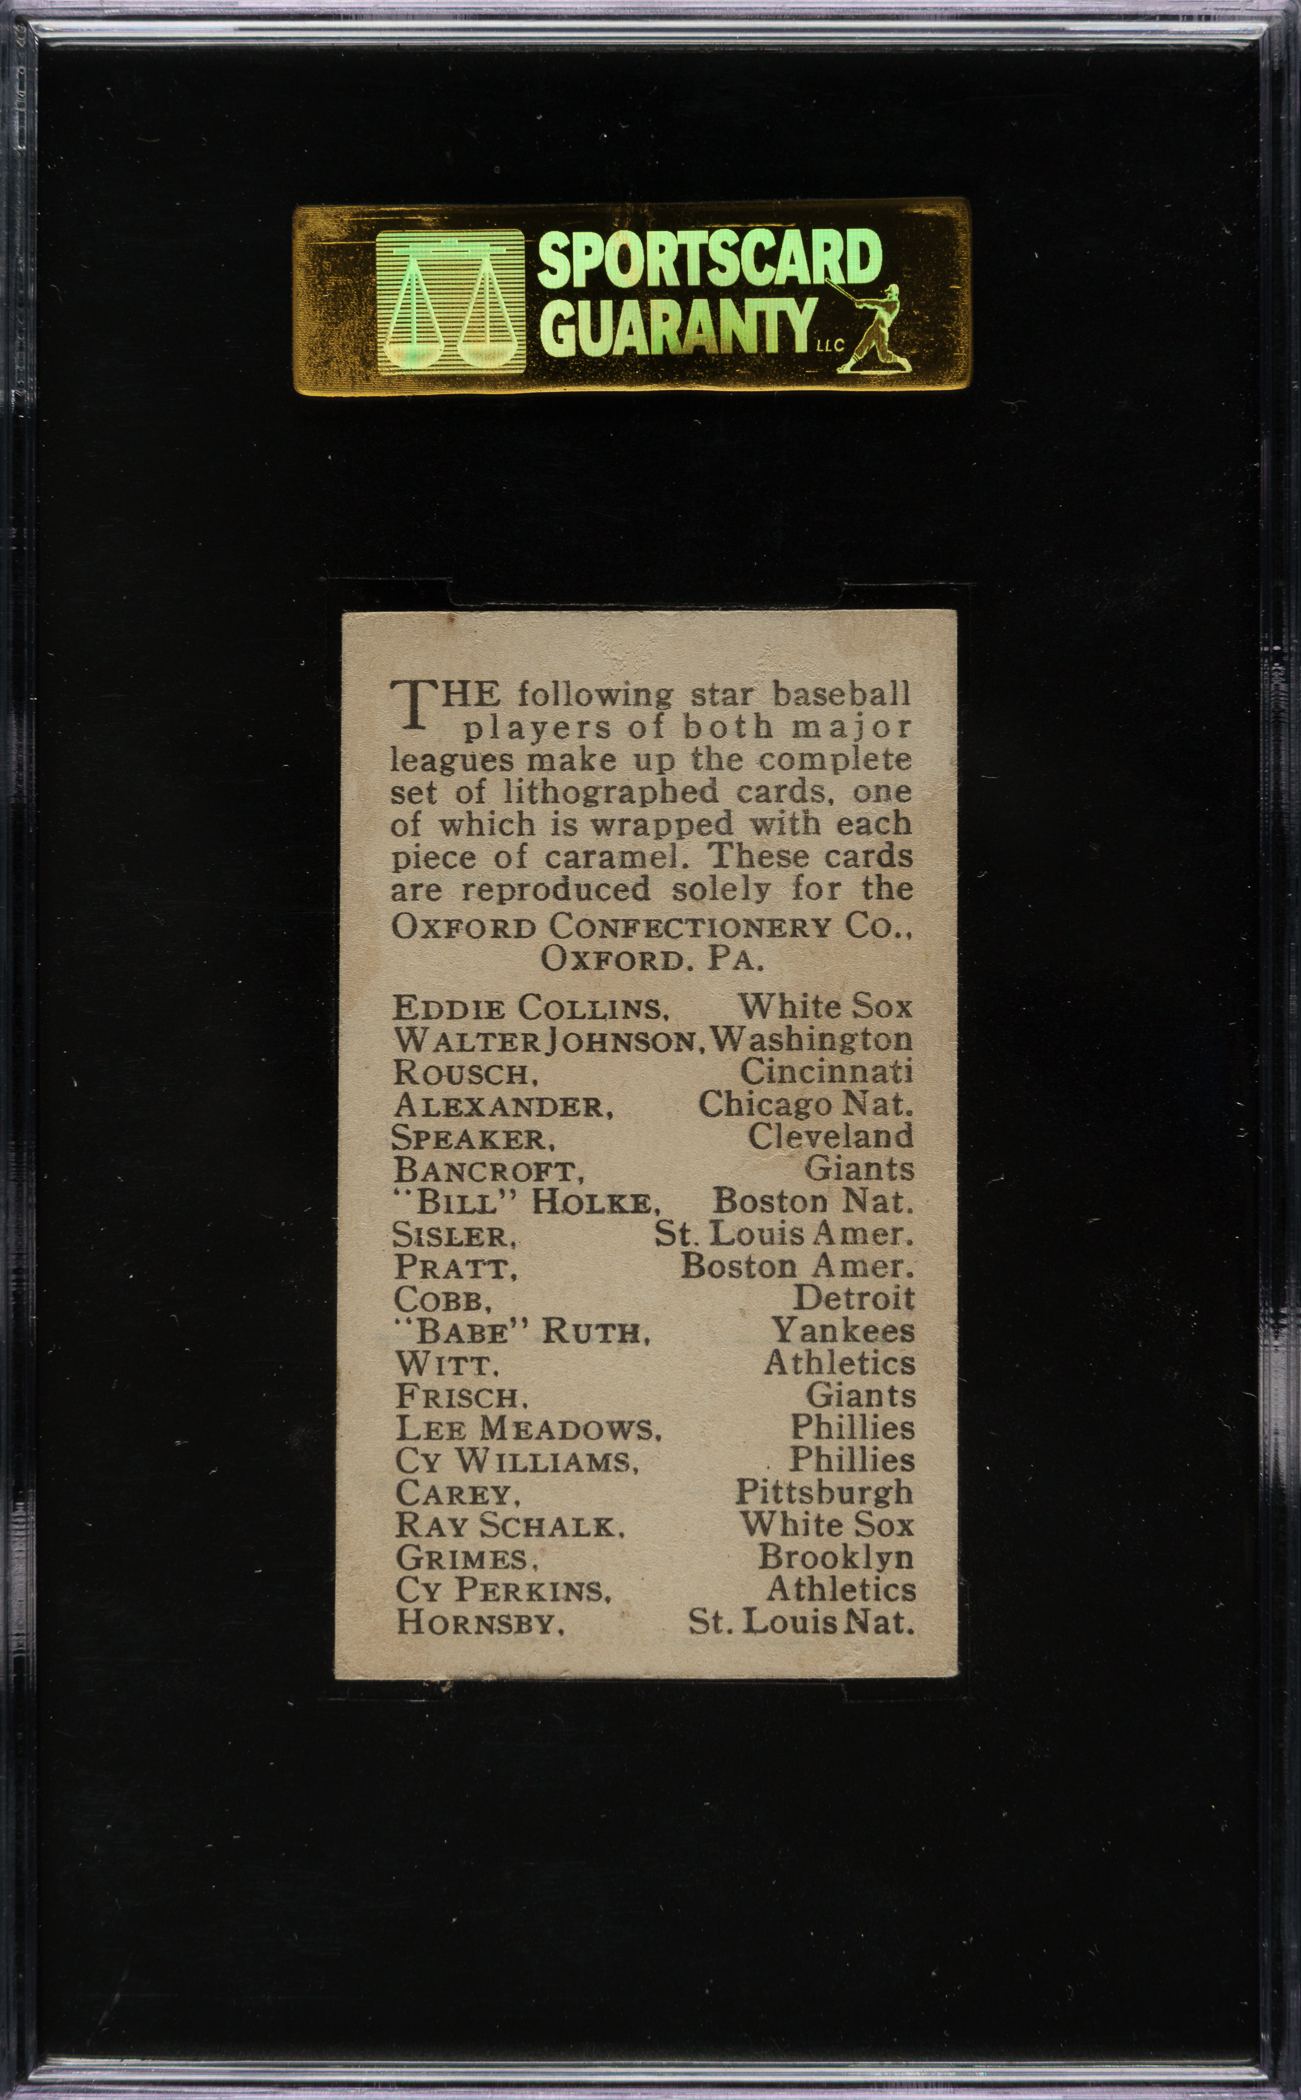 SPORTSCARD
GUARANTY LLC
THE following star baseball
players of both major
leagues make up the complete
set of lithographed cards, one
of which is wrapped with each
piece of caramel. These cards
are reproduced solely for the
OXFORD CONFECTIONERY CO.,
OXFORD, PA.
EDDIE COLLINS, White Sox
WALTER JOHNSON, Washington
ROUSCH, Cincinnati
ALEXANDER, Chicago Nat.
SPEAKER, Cleveland
BANCROFT, Giants
"BILL" HOLKE, Boston Nat.
SISLER, St. Louis Amer.
PRATT, Boston Amer.
COBB, Detroit
"BABE" RUTH, Yankees
WITT, Athletics
FRISCH, Giants
LEE MEADOWS, Phillies
CY WILLIAMS, Phillies
CAREY, Pittsburgh
RAY SCHALK, White Sox
GRIMES, Brooklyn
CY PERKINS, Athletics
HORNSBY, St. Louis Nat.